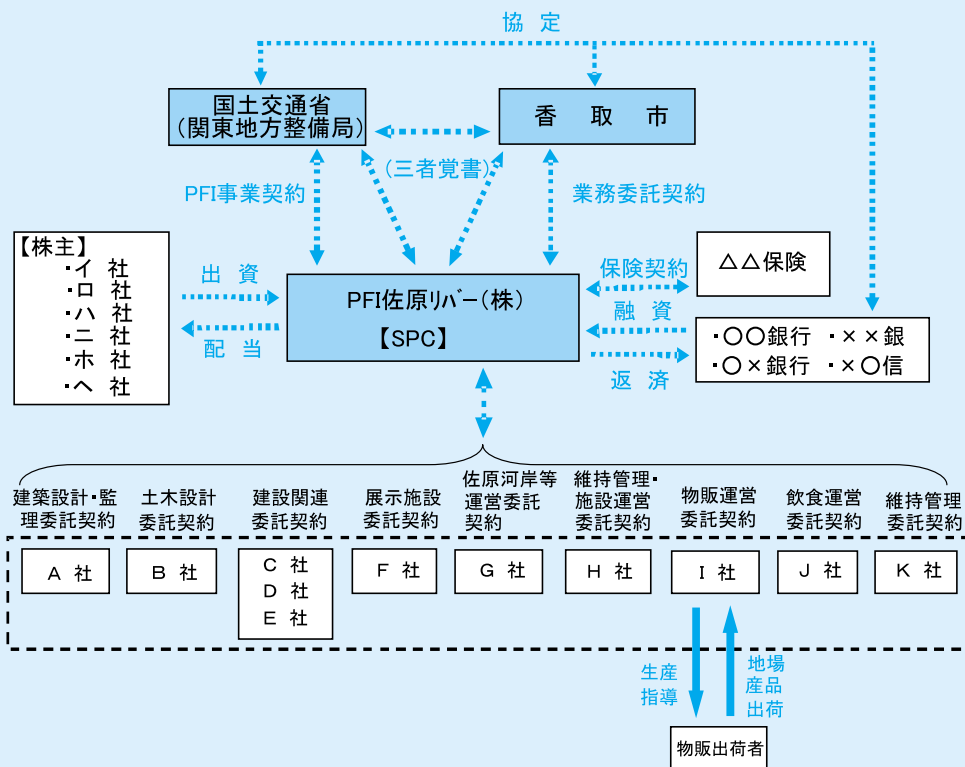 協 定
国土交通省
(関東地方整備局)
香 取 市
(三者覚書)
PFI事業契約
業務委託契約
【株主】
・イ 社
・ロ 社
・ハ 社
・ニ 社
・ホ 社
・ヘ 社
出 資
配 当
PFI佐原リバー(株)
【SPC】
保険契約
融 資
返 済
△△保険
・〇〇銀行 ・××銀
・〇×銀行 ・×〇信
建築設計・監
理委託契約
土木設計
委託契約
建設関連
委託契約
展示施設
委託契約
佐原河岸等
運営委託
契約
維持管理・
施設運営
委託契約
物販運営
委託契約
飲食運営
委託契約
維持管理
委託契約
A 社
B 社
C 社
D 社
E 社
F 社
G 社
H 社
I 社
J 社
K 社
生産
指導
地場
産品
出荷
物販出荷者